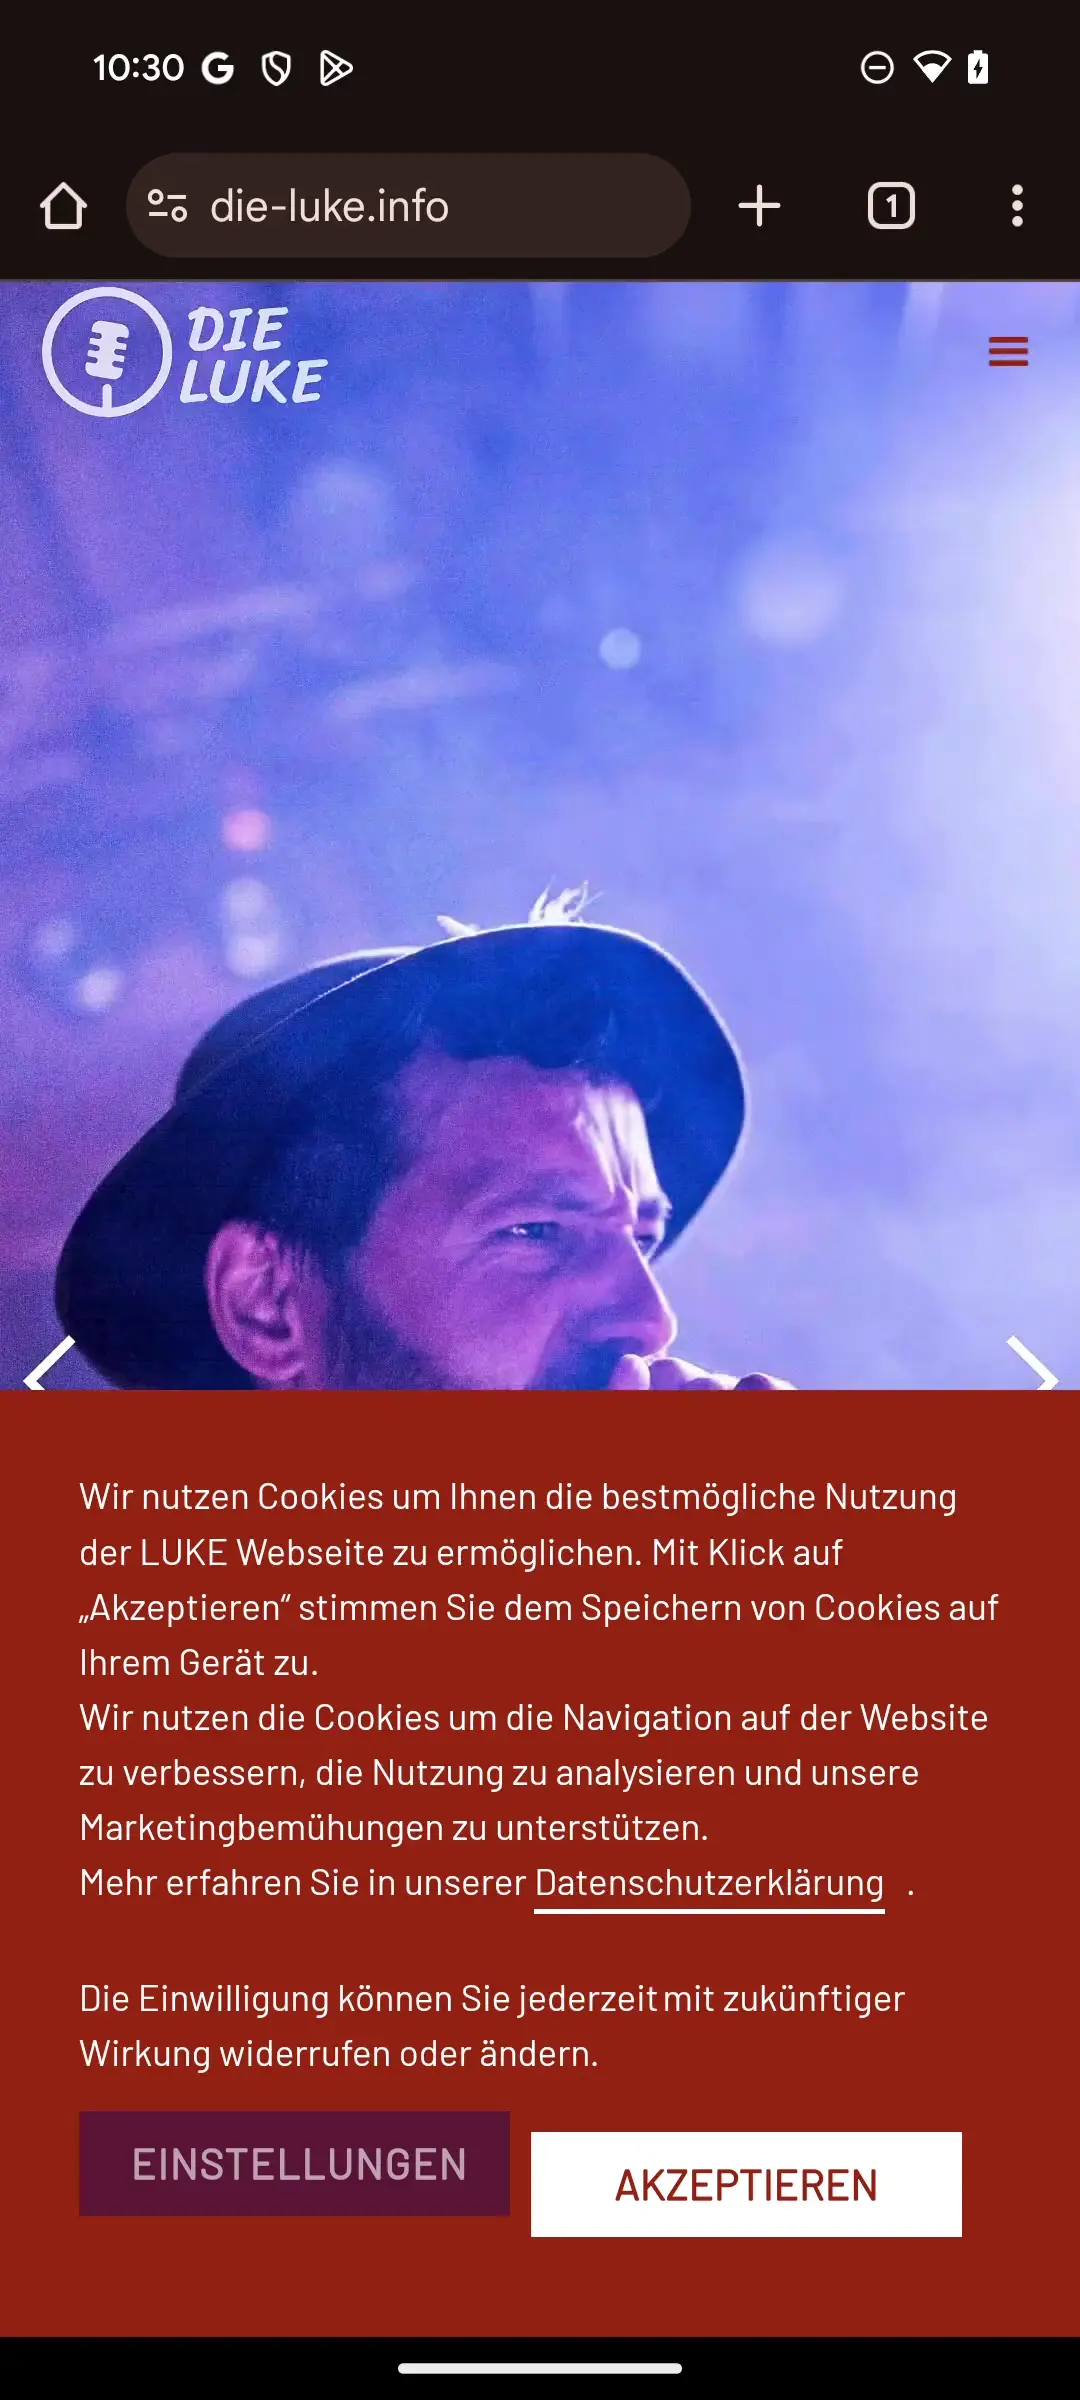 10:30
die-luke.info
1
DIE
LUKE
Wir nutzen Cookies um Ihnen die bestmögliche Nutzung
der LUKE Webseite zu ermöglichen. Mit Klick auf
„Akzeptieren“ stimmen Sie dem Speichern von Cookies auf
Ihrem Gerät zu.
Wir nutzen die Cookies um die Navigation auf der Website
zu verbessern, die Nutzung zu analysieren und unsere
Marketingbemühungen zu unterstützen.
Mehr erfahren Sie in unserer Datenschutzerklärung .
Die Einwilligung können Sie jederzeit mit zukünftiger
Wirkung widerrufen oder ändern.
EINSTELLUNGEN
AKZEPTIEREN